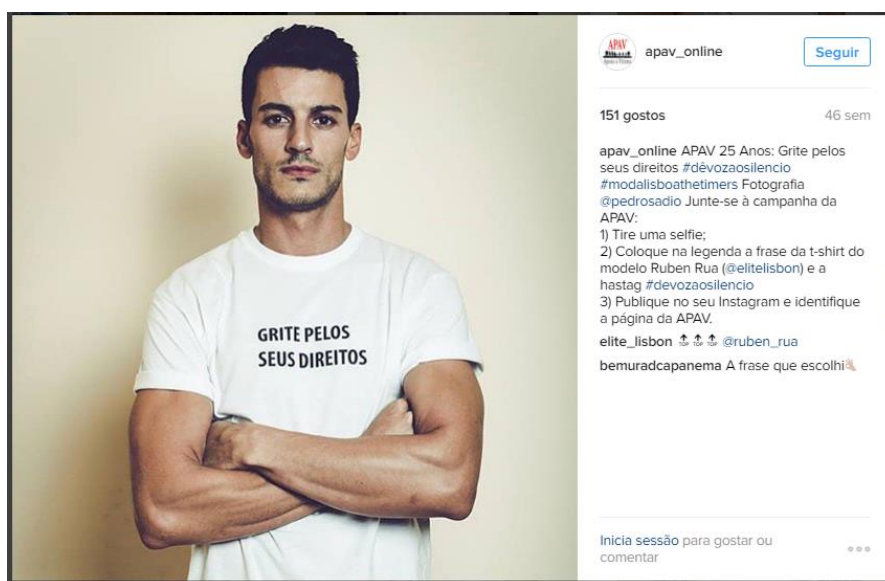 GRITE PELOS
SEUS DIREITOS
APAV
apav_online
Seguir
151 gostos
46 sem
apav_online APAV 25 Anos: Grite pelos
seus direitos #dêvozaosilencio
#modalisboathetimers Fotografia
@pedrosadio Junte-se à campanha da
APAV:
1) Tire uma selfie;
2) Coloque na legenda a frase da t-shirt do
modelo Ruben Rua (@elitelisbon) e a
hastag #devozaosilencio
3) Publique no seu Instagram e identifique
a página da APAV.
elite_lisbon 🔝🔝🔝 @ruben_rua
bemuradcapanema A frase que escolhi👌🏼
Inicia sessão para gostar ou
comentar